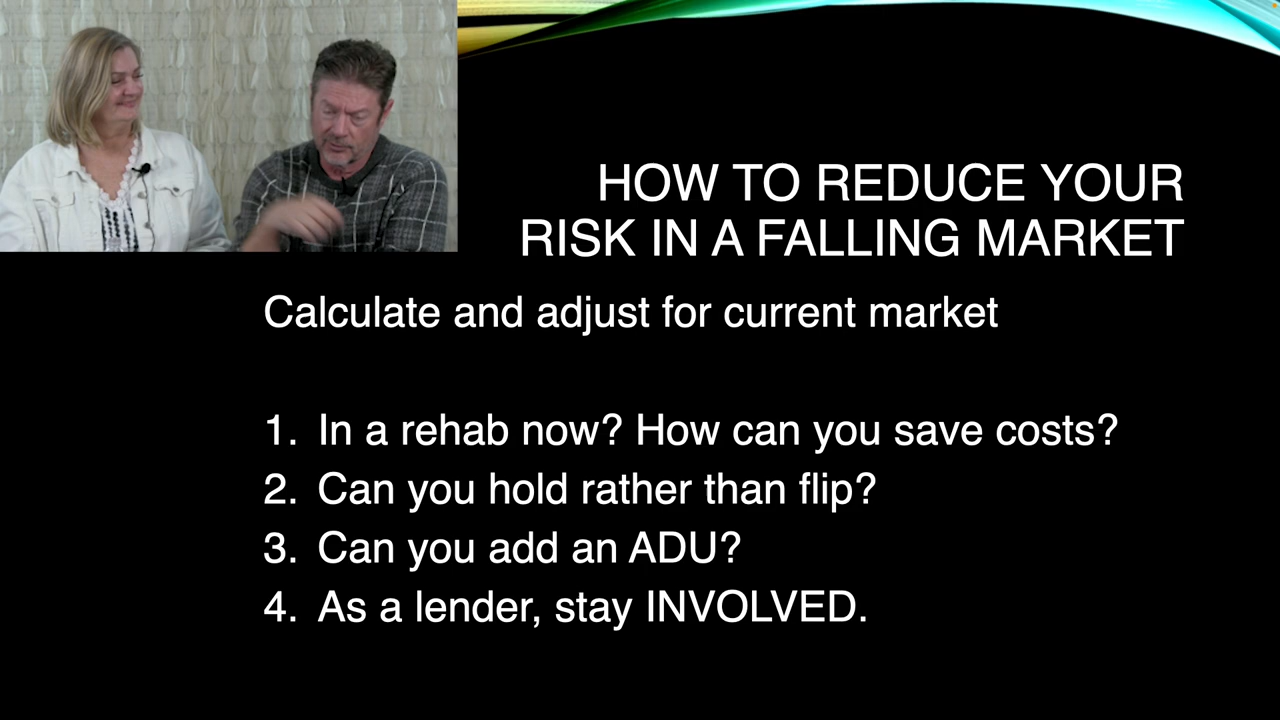 HOW TO REDUCE YOUR
RISK IN A FALLING MARKET
Calculate and adjust for current market
1. In a rehab now? How can you save costs?
2. Can you hold rather than flip?
3. Can you add an ADU?
4. As a lender, stay INVOLVED.